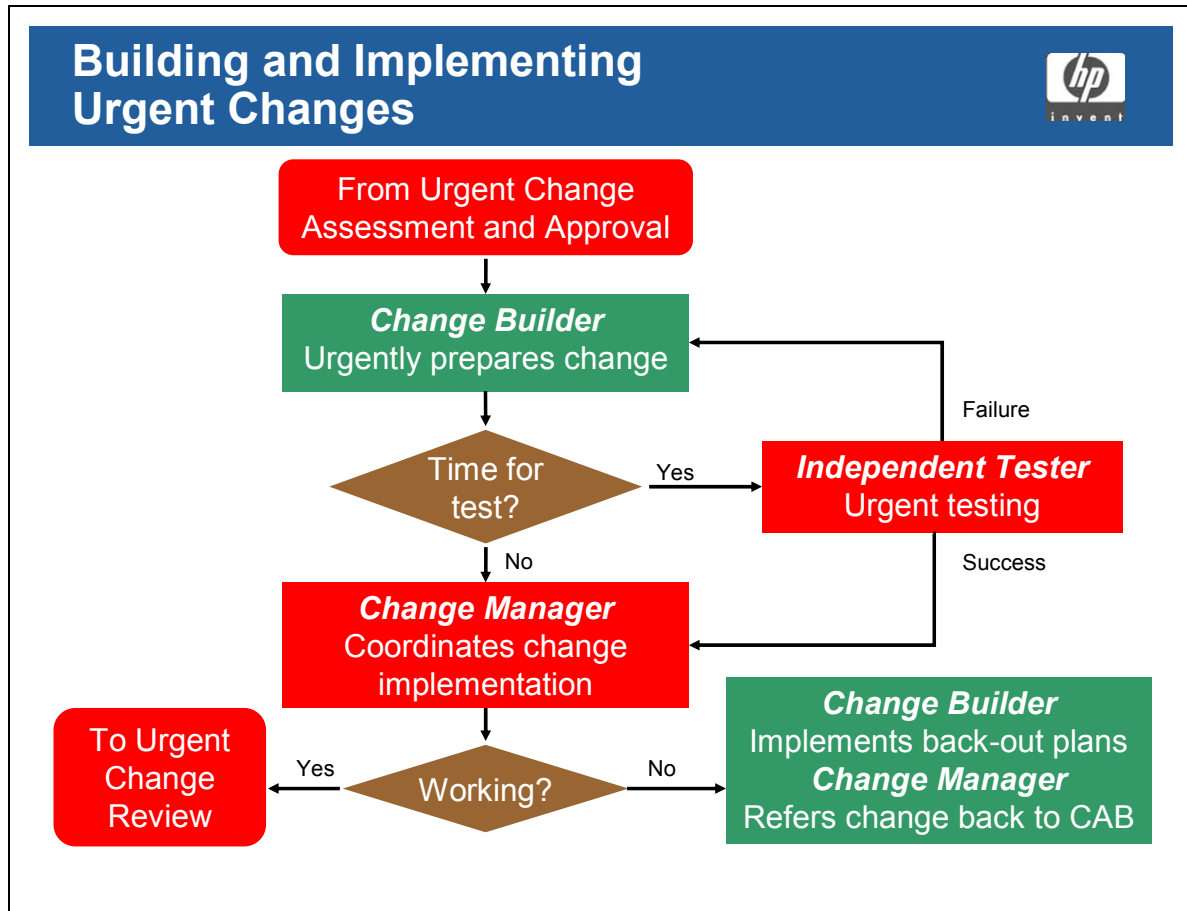 Building and Implementing
Urgent Changes
hp
invent
From Urgent Change
Assessment and Approval
Change Builder
Urgently prepares change
Failure
Time for
test?
Yes
Independent Tester
Urgent testing
No
Success
Change Manager
Coordinates change
implementation
Change Builder
Implements back-out plans
Change Manager
Refers change back to CAB
To Urgent
Change
Review
Yes
Working?
No